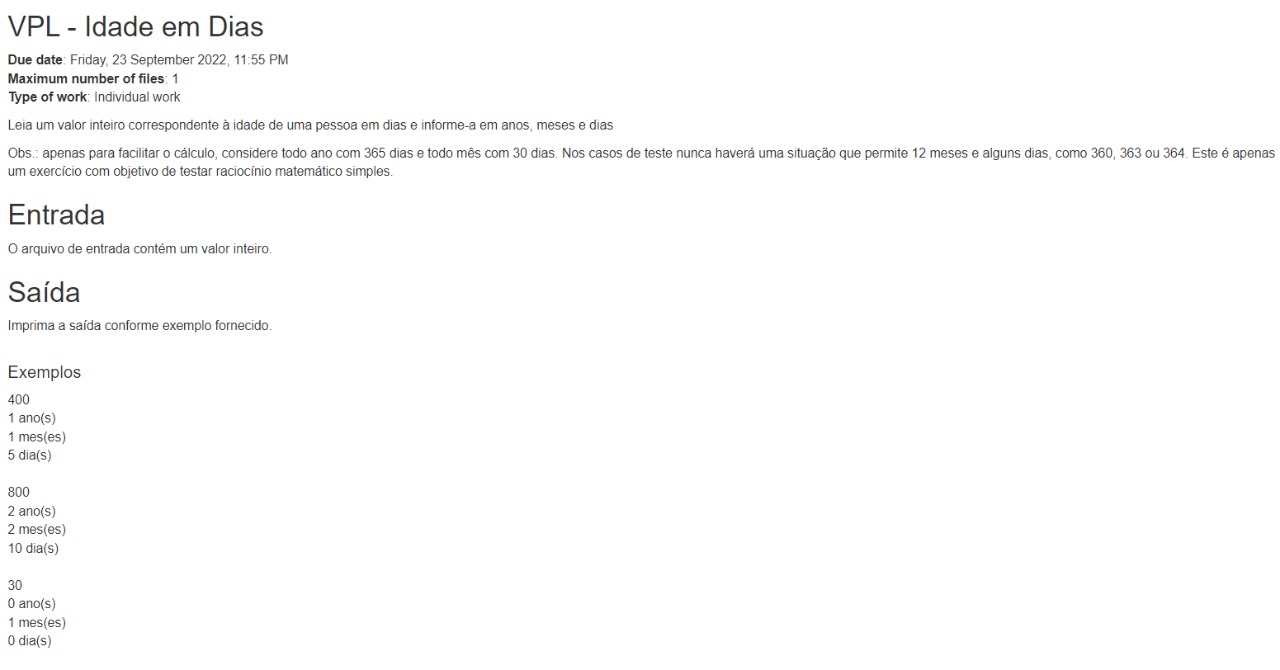 VPL - Idade em Dias
Due date: Friday, 23 September 2022, 11:55 PM
Maximum number of files: 1
Type of work: Individual work
Leia um valor inteiro correspondente à idade de uma pessoa em dias e informe-a em anos, meses e dias
Obs.: apenas para facilitar o cálculo, considere todo ano com 365 dias e todo mês com 30 dias. Nos casos de teste nunca haverá uma situação que permite 12 meses e alguns dias, como 360, 363 ou 364. Este é apenas
um exercício com objetivo de testar raciocínio matemático simples.
Entrada
O arquivo de entrada contém um valor inteiro.
Saída
Imprima a saída conforme exemplo fornecido.
Exemplos
400
1 ano(s)
1 mes(es)
5 dia(s)
800
2 ano(s)
2 mes(es)
10 dia(s)
30
0 ano(s)
1 mes(es)
0 dia(s)